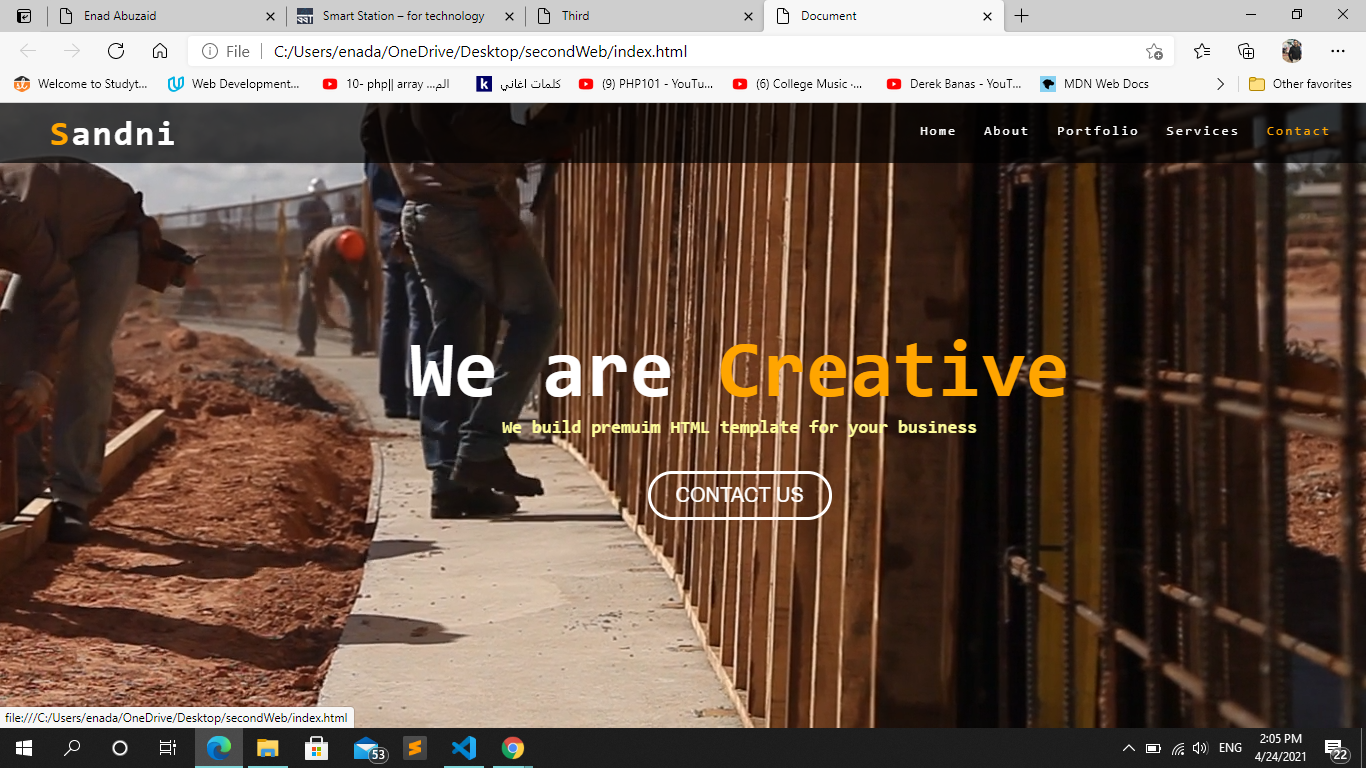 Enad Abuzaid
SST
Smart Station – for technology
Third
Document
File
C:/Users/enada/OneDrive/Desktop/secondWeb/index.html
Welcome to Studyt...
Web Development...
10- php|| array ...الم
k
كلمات اغاني
(9) PHP101 - YouTu...
(6) College Music ·...
Derek Banas - YouT...
MDN Web Docs
Other favorites
Sandni
Home
About
Portfolio
Services
Contact
We are Creative
We build premuim HTML template for your business
CONTACT US
file:///C:/Users/enada/OneDrive/Desktop/secondWeb/index.html
53
ENG
2:05 PM
4/24/2021
22